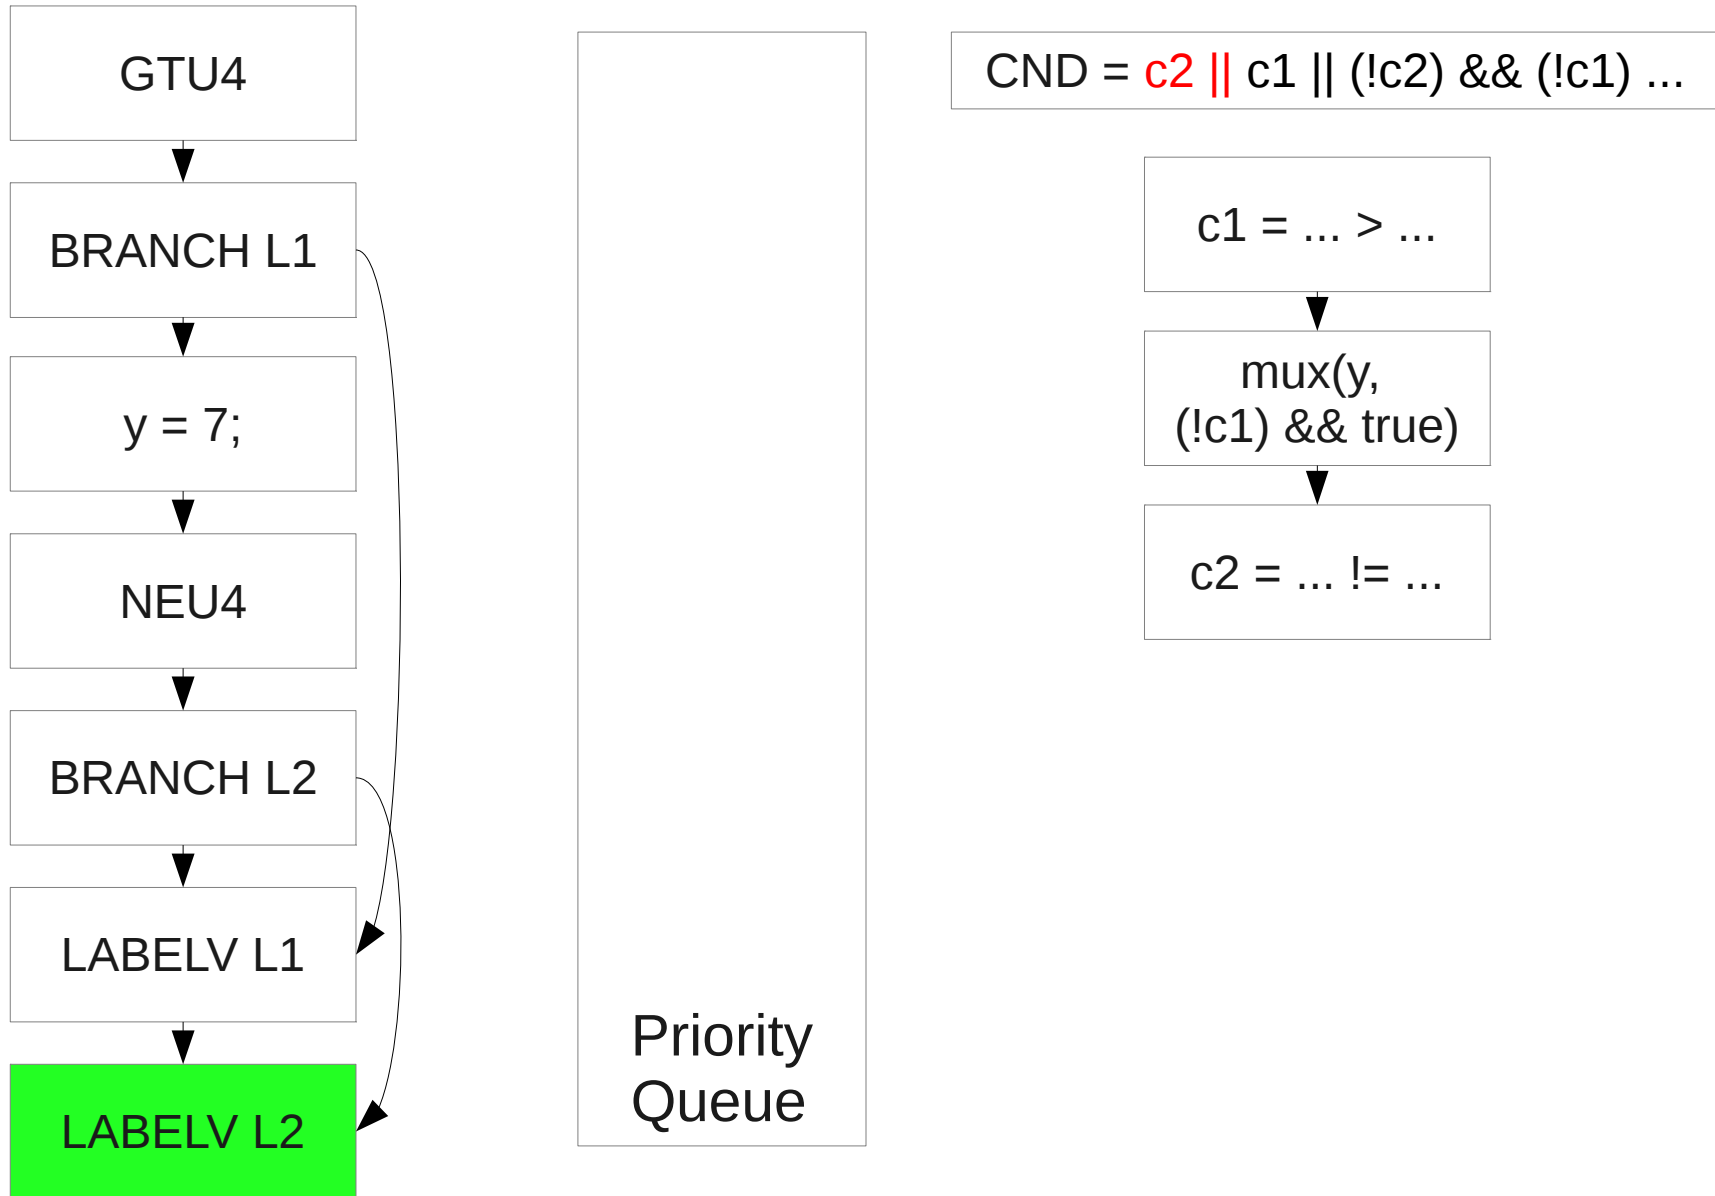 GTU4
BRANCH L1
y = 7;
NEU4
BRANCH L2
LABELV L1
LABELV L2
Priority
Queue
CND = c2 || c1 || (!c2) && (!c1) ...
c1 = ... > ...
mux(y,
(!c1) && true)
c2 = ... != ...